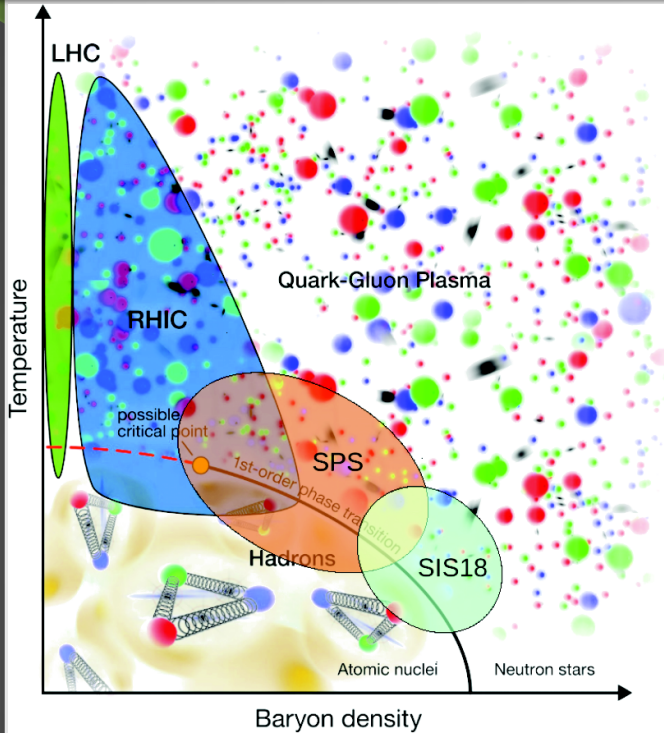 LHC
Temperature
Quark-Gluon Plasma
RHIC
possible
critical point
SPS
1st-order phase transition
Hadrons
SIS18
Atomic nuclei
Neutron stars
Baryon density